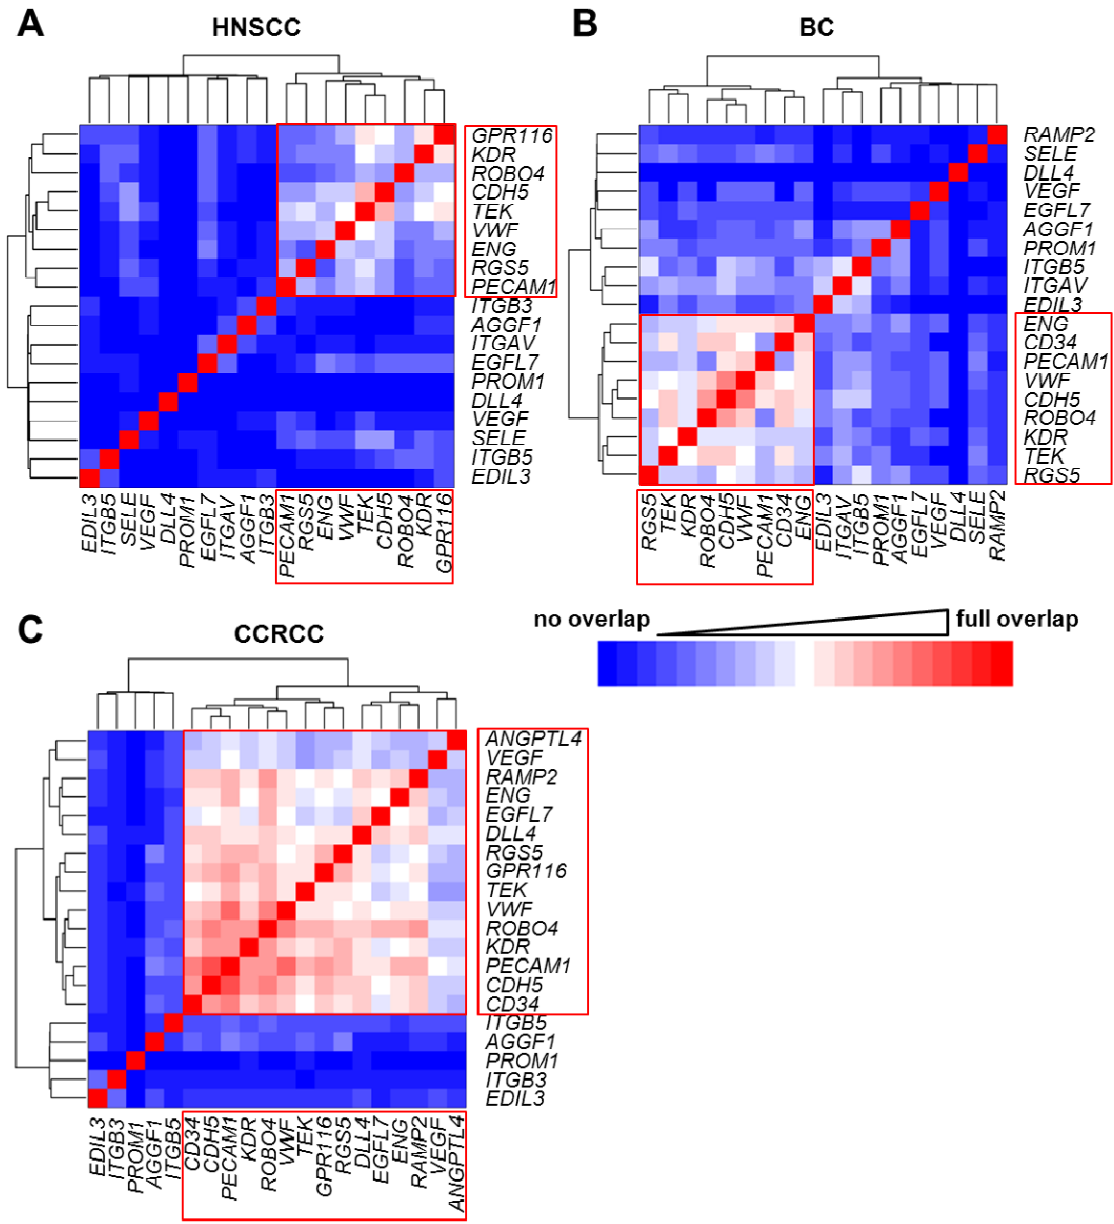 A
HNSCC
GPR116
KDR
ROBO4
CDH5
TEK
VWF
ENG
RGS5
PECAM1
ITGB3
AGGF1
ITGAV
EGFL7
PROM1
DLL4
VEGF
SELE
ITGB5
EDIL3
EDIL3
ITGB5
SELE
VEGF
DLL4
PROM1
EGFL7
ITGAV
AGGF1
ITGB3
PECAM1
RGS5
ENG
VWF
TEK
CDH5
ROBO4
KDR
GPR116
B
BC
RAMP2
SELE
DLL4
VEGF
EGFL7
AGGF1
PROM1
ITGB5
ITGAV
EDIL3
ENG
CD34
PECAM1
VWF
CDH5
ROBO4
KDR
TEK
RGS5
RGS5
TEK
KDR
ROBO4
CDH5
VWF
PECAM1
CD34
ENG
EDIL3
ITGAV
ITGB5
PROM1
AGGF1
EGFL7
VEGF
DLL4
SELE
RAMP2
no overlap
full overlap
C
CCRCC
ANGPTL4
VEGF
RAMP2
ENG
EGFL7
DLL4
RGS5
GPR116
TEK
VWF
ROBO4
KDR
PECAM1
CDH5
CD34
ITGB5
AGGF1
PROM1
ITGB3
EDIL3
EDIL3
ITGB3
PROM1
AGGF1
ITGB5
CD34
CDH5
PECAM1
KDR
ROBO4
VWF
TEK
GPR116
RGS5
DLL4
EGFL7
ENG
RAMP2
VEGF
ANGPTL4